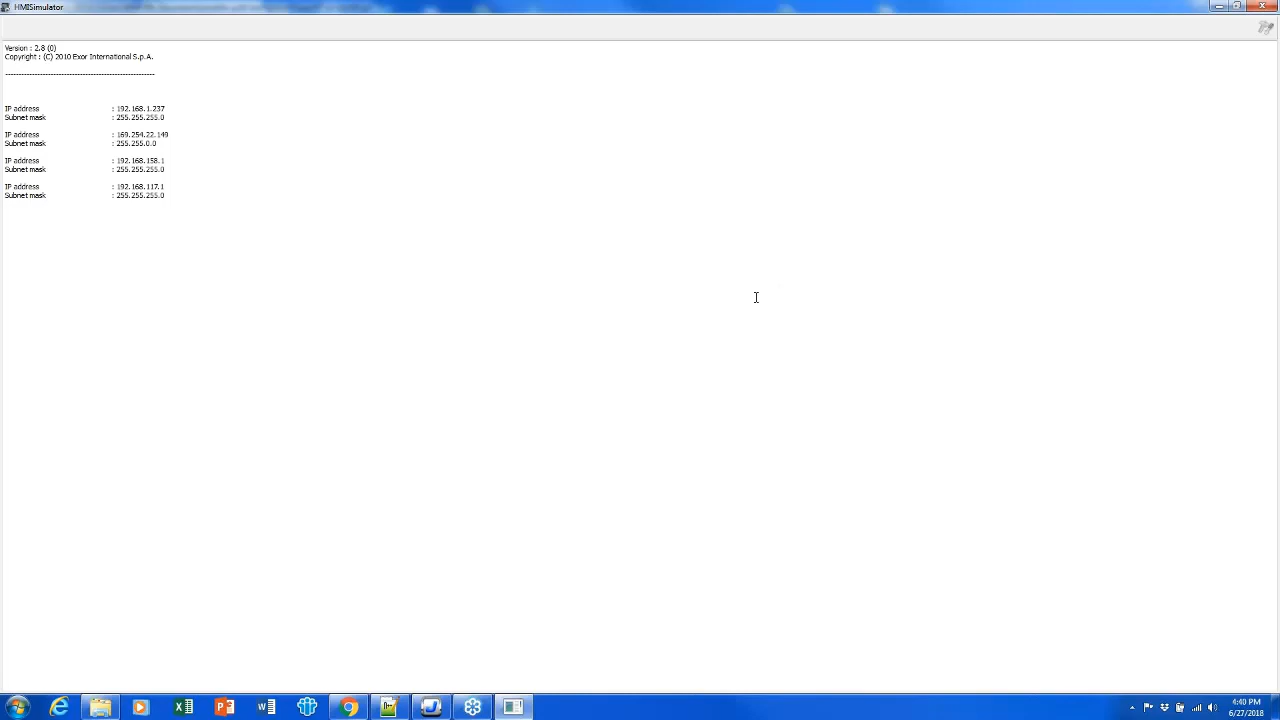 HMISimulator
Version : 2.8 (0)
Copyright : (C) 2010 Exor International S.p.A.
--------------------------------------------------------
IP address : 192.168.1.237
Subnet mask : 255.255.255.0
IP address : 169.254.22.149
Subnet mask : 255.255.0.0
IP address : 192.168.158.1
Subnet mask : 255.255.255.0
IP address : 192.168.117.1
Subnet mask : 255.255.255.0
4:40 PM
6/27/2018